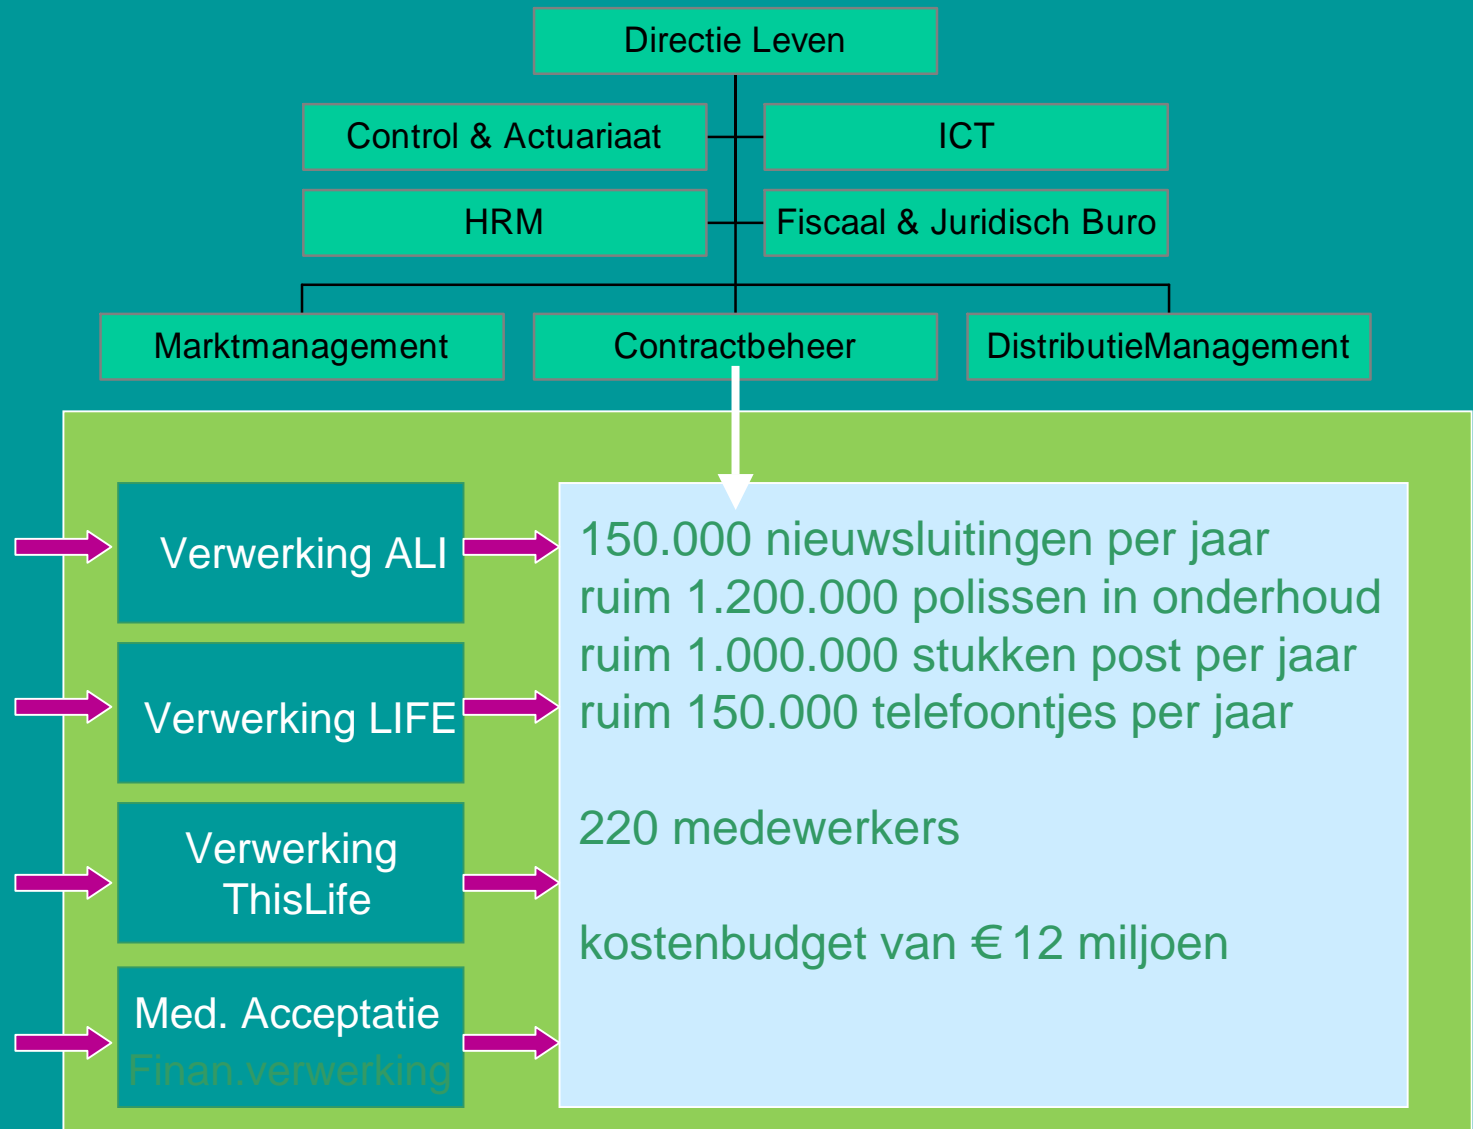 Directie Leven
Control & Actuariaat
ICT
HRM
Fiscaal & Juridisch Buro
Marktmanagement
Contractbeheer
DistributieManagement
Verwerking ALI
Verwerking LIFE
Verwerking
ThisLife
Med. Acceptatie
Finan.verwerking
150.000 nieuwsluitingen per jaar
ruim 1.200.000 polissen in onderhoud
ruim 1.000.000 stukken post per jaar
ruim 150.000 telefoontjes per jaar
220 medewerkers
kostenbudget van € 12 miljoen